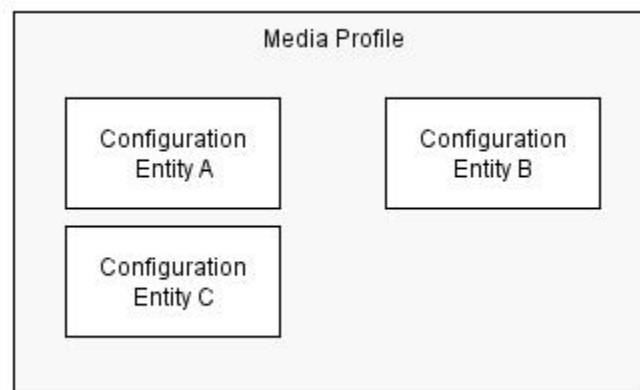 Media Profile
Configuration
Entity A
Configuration
Entity B
Configuration
Entity C